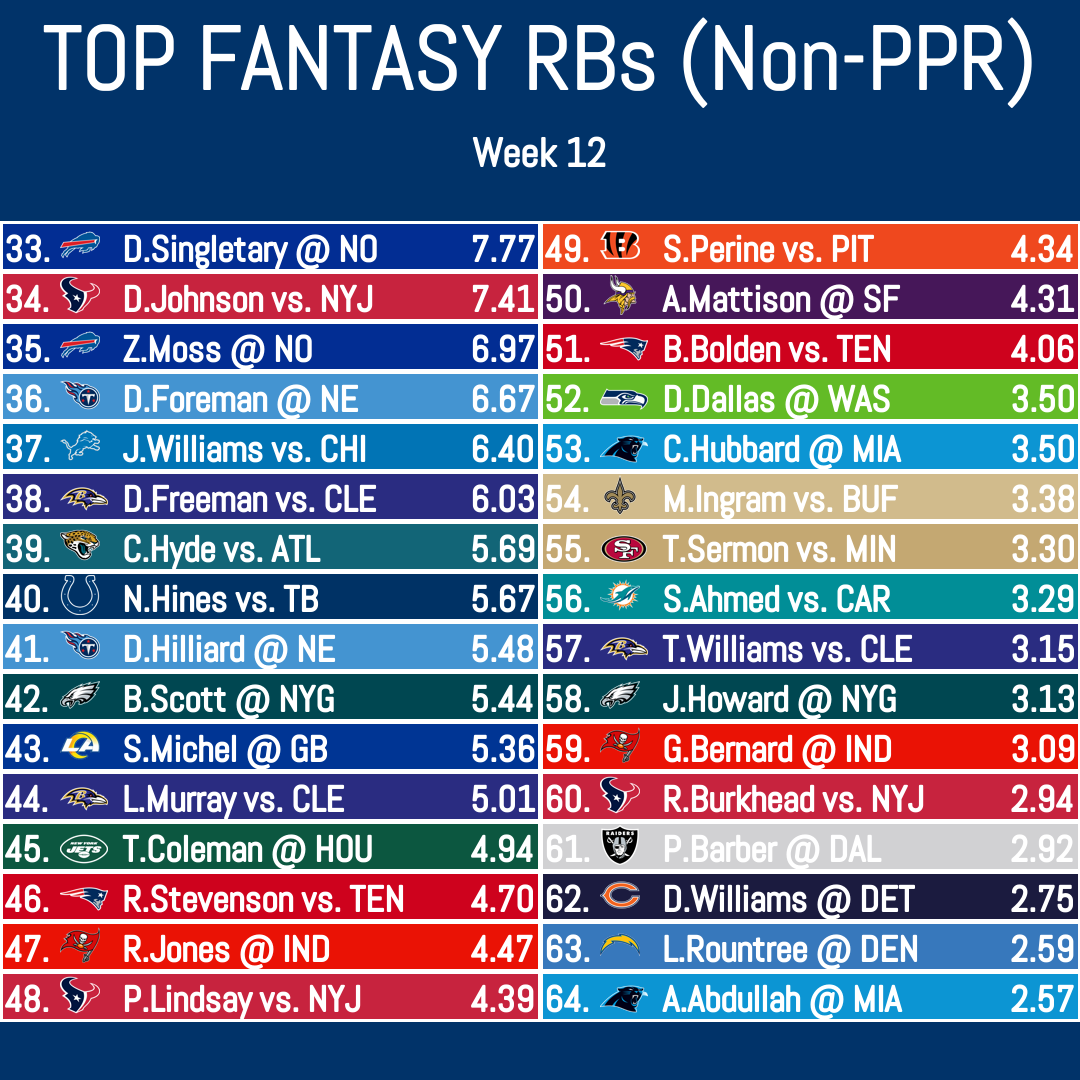 TOP FANTASY RBs (Non-PPR)
Week 12
33. D.Singletary @ NO 7.77
34. D.Johnson vs. NYJ 7.41
35. Z.Moss @ NO 6.97
36. D.Foreman @ NE 6.67
37. J.Williams vs. CHI 6.40
38. D.Freeman vs. CLE 6.03
39. C.Hyde vs. ATL 5.69
40. N.Hines vs. TB 5.67
41. D.Hilliard @ NE 5.48
42. B.Scott @ NYG 5.44
43. LA S.Michel @ GB 5.36
44. L.Murray vs. CLE 5.01
45. NEW YORK JETS T.Coleman @ HOU 4.94
46. R.Stevenson vs. TEN 4.70
47. R.Jones @ IND 4.47
48. P.Lindsay vs. NYJ 4.39
49. S.Perine vs. PIT 4.34
50. A.Mattison @ SF 4.31
51. B.Bolden vs. TEN 4.06
52. D.Dallas @ WAS 3.50
53. C.Hubbard @ MIA 3.50
54. M.Ingram vs. BUF 3.38
55. SF T.Sermon vs. MIN 3.30
56. S.Ahmed vs. CAR 3.29
57. T.Williams vs. CLE 3.15
58. J.Howard @ NYG 3.13
59. G.Bernard @ IND 3.09
60. R.Burkhead vs. NYJ 2.94
61. RAIDERS P.Barber @ DAL 2.92
62. D.Williams @ DET 2.75
63. L.Rountree @ DEN 2.59
64. A.Abdullah @ MIA 2.57